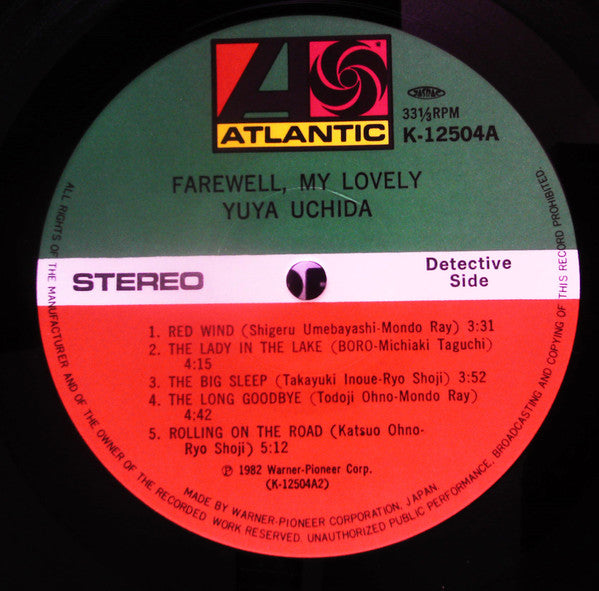 ATLANTIC
JASRAC
33⅓RPM
K-12504A
FAREWELL, MY LOVELY
YUYA UCHIDA
STEREO
Detective
Side
1. RED WIND (Shigeru Umebayashi-Mondo Ray) 3:31
2. THE LADY IN THE LAKE (BORO-Michiaki Taguchi)
4:15
3. THE BIG SLEEP (Takayuki Inoue-Ryo Shoji) 3:52
4. THE LONG GOODBYE (Todoji Ohno-Mondo Ray)
4:42
5. ROLLING ON THE ROAD (Katsuo Ohno-
Ryo Shoji) 5:12
℗ 1982 Warner-Pioneer Corp.
(K-12504A2)
MADE BY WARNER-PIONEER CORPORATION, JAPAN.
ALL RIGHTS OF THE MANUFACTURER AND OF THE OWNER OF THE RECORDED WORK RESERVED. UNAUTHORIZED PUBLIC PERFORMANCE, BROADCASTING AND COPYING OF THIS RECORD PROHIBITED.